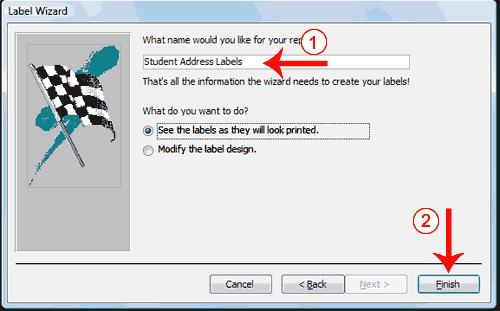 Label Wizard
What name would you like for your rep
1
Student Address Labels
That's all the information the wizard needs to create your labels!
What do you want to do?
See the labels as they will look printed.
Modify the label design.
2
Cancel
< Back
Next >
Finish